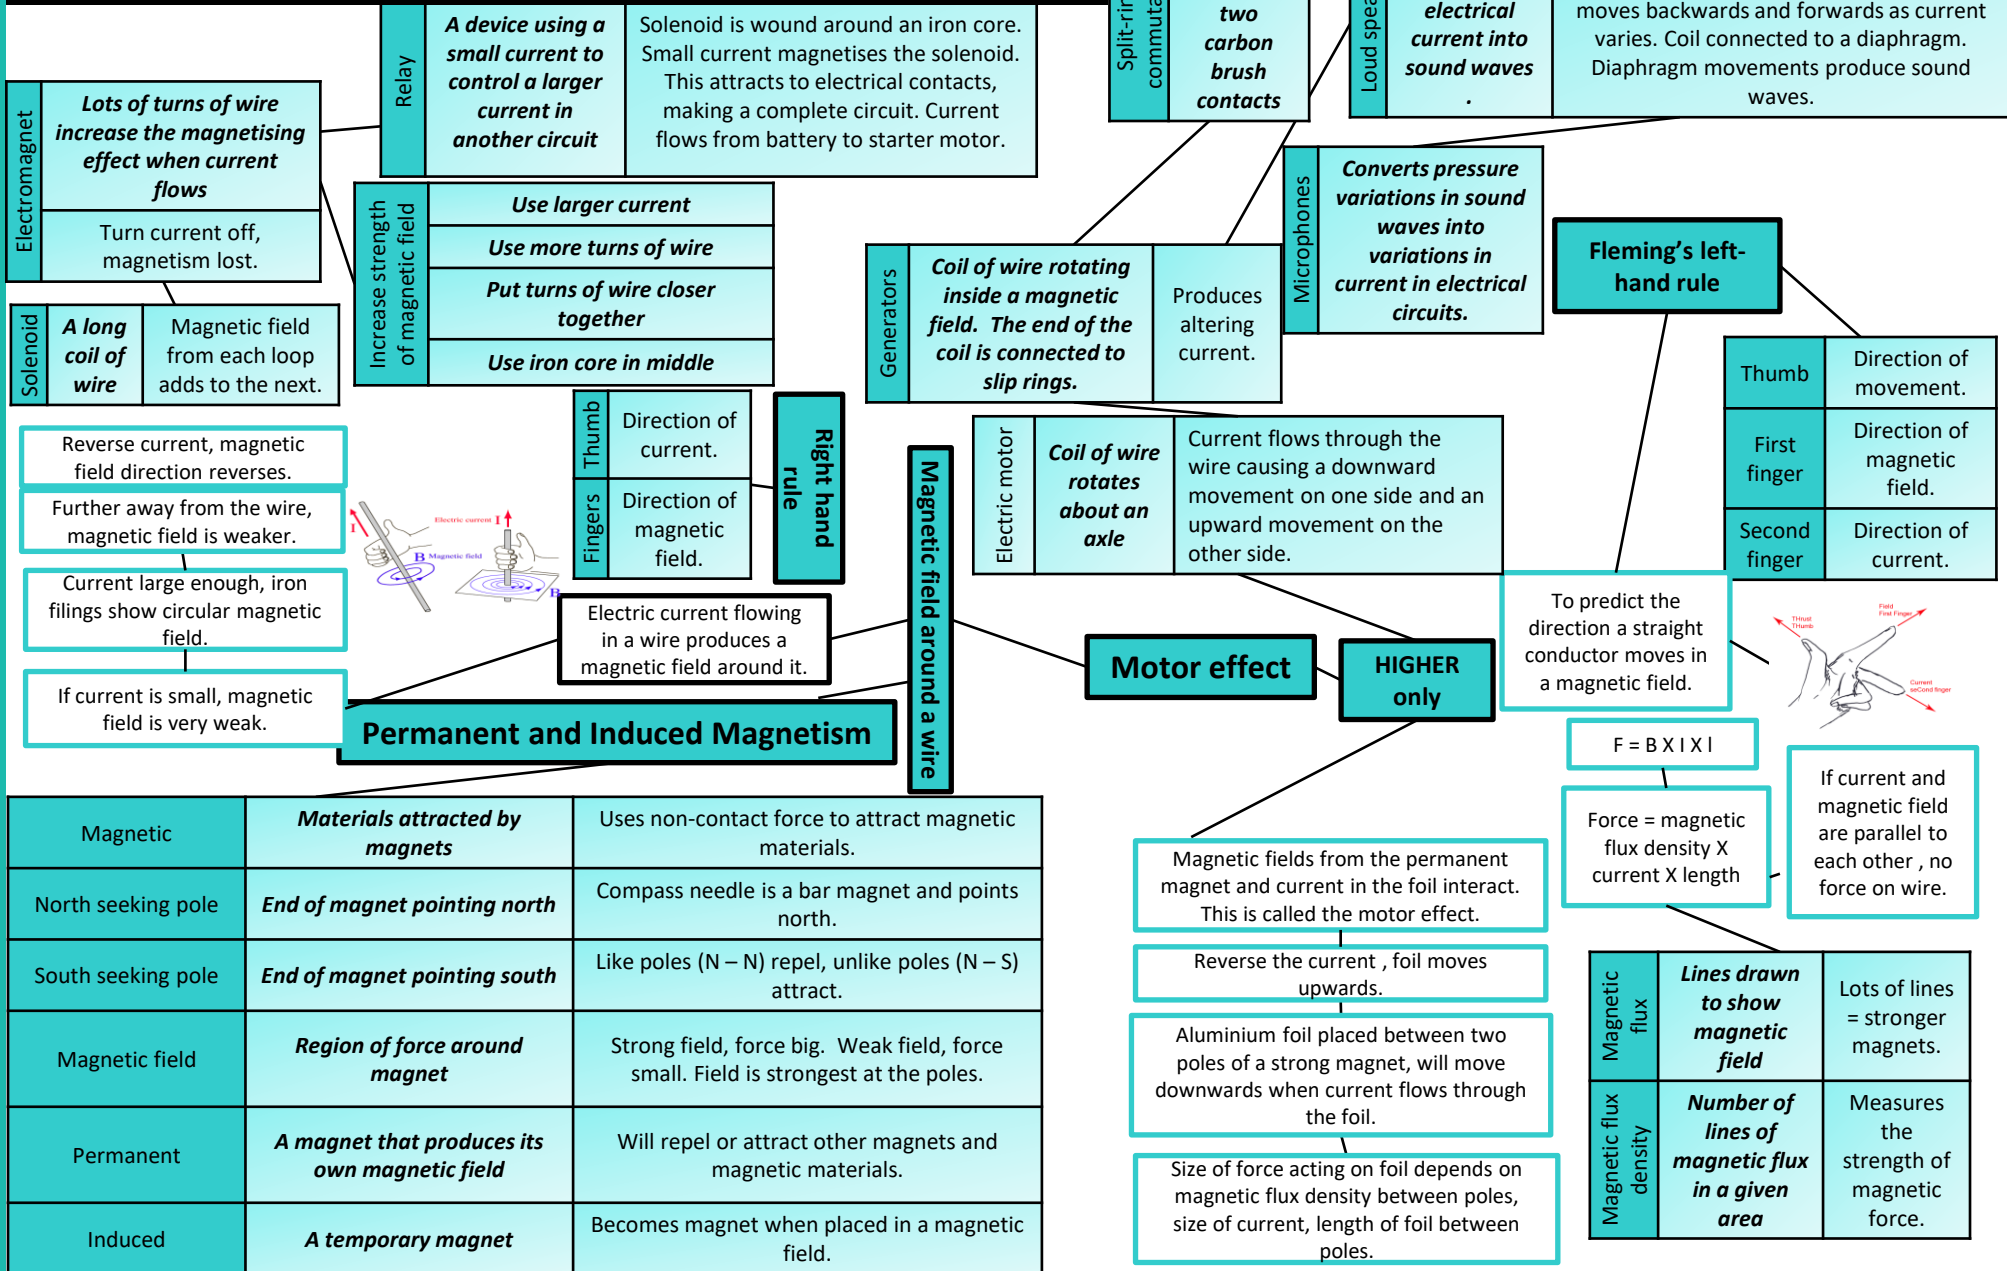 Relay
A device using a
small current to
control a larger
current in
another circuit
Solenoid is wound around an iron core.
Small current magnetises the solenoid.
This attracts to electrical contacts,
making a complete circuit. Current
flows from battery to starter motor.
Split-rin
commuta
two
carbon
brush
contacts
Loud spea
electrical
current into
sound waves
.
moves backwards and forwards as current
varies. Coil connected to a diaphragm.
Diaphragm movements produce sound
waves.
Electromagnet
Lots of turns of wire
increase the magnetising
effect when current
flows
Turn current off,
magnetism lost.
Increase strength
of magnetic field
Use larger current
Use more turns of wire
Put turns of wire closer
together
Use iron core in middle
Solenoid
A long
coil of
wire
Magnetic field
from each loop
adds to the next.
Generators
Coil of wire rotating
inside a magnetic
field. The end of the
coil is connected to
slip rings.
Produces
altering
current.
Microphones
Converts pressure
variations in sound
waves into
variations in
current in electrical
circuits.
Fleming’s left-
hand rule
Thumb
Direction of
movement.
First
finger
Direction of
magnetic
field.
Second
finger
Direction of
current.
Reverse current, magnetic
field direction reverses.
Further away from the wire,
magnetic field is weaker.
Current large enough, iron
filings show circular magnetic
field.
If current is small, magnetic
field is very weak.
I
Electric current I
B Magnetic field
B
Thumb
Direction of
current.
Fingers
Direction of
magnetic
field.
Right hand
rule
Electric current flowing
in a wire produces a
magnetic field around it.
Magnetic field around a wire
Electric motor
Coil of wire
rotates
about an
axle
Current flows through the
wire causing a downward
movement on one side and an
upward movement on the
other side.
Motor effect
HIGHER
only
To predict the
direction a straight
conductor moves in
a magnetic field.
THrust
THumb
Field
First Finger
Current
seCond finger
Permanent and Induced Magnetism
F = B X I X l
Force = magnetic
flux density X
current X length
If current and
magnetic field
are parallel to
each other , no
force on wire.
Magnetic
Materials attracted by
magnets
Uses non-contact force to attract magnetic
materials.
North seeking pole
End of magnet pointing north
Compass needle is a bar magnet and points
north.
South seeking pole
End of magnet pointing south
Like poles (N – N) repel, unlike poles (N – S)
attract.
Magnetic field
Region of force around
magnet
Strong field, force big. Weak field, force
small. Field is strongest at the poles.
Permanent
A magnet that produces its
own magnetic field
Will repel or attract other magnets and
magnetic materials.
Induced
A temporary magnet
Becomes magnet when placed in a magnetic
field.
Magnetic fields from the permanent
magnet and current in the foil interact.
This is called the motor effect.
Reverse the current , foil moves
upwards.
Aluminium foil placed between two
poles of a strong magnet, will move
downwards when current flows through
the foil.
Size of force acting on foil depends on
magnetic flux density between poles,
size of current, length of foil between
poles.
Magnetic
flux
Lines drawn
to show
magnetic
field
Lots of lines
= stronger
magnets.
Magnetic flux
density
Number of
lines of
magnetic flux
in a given
area
Measures
the
strength of
magnetic
force.